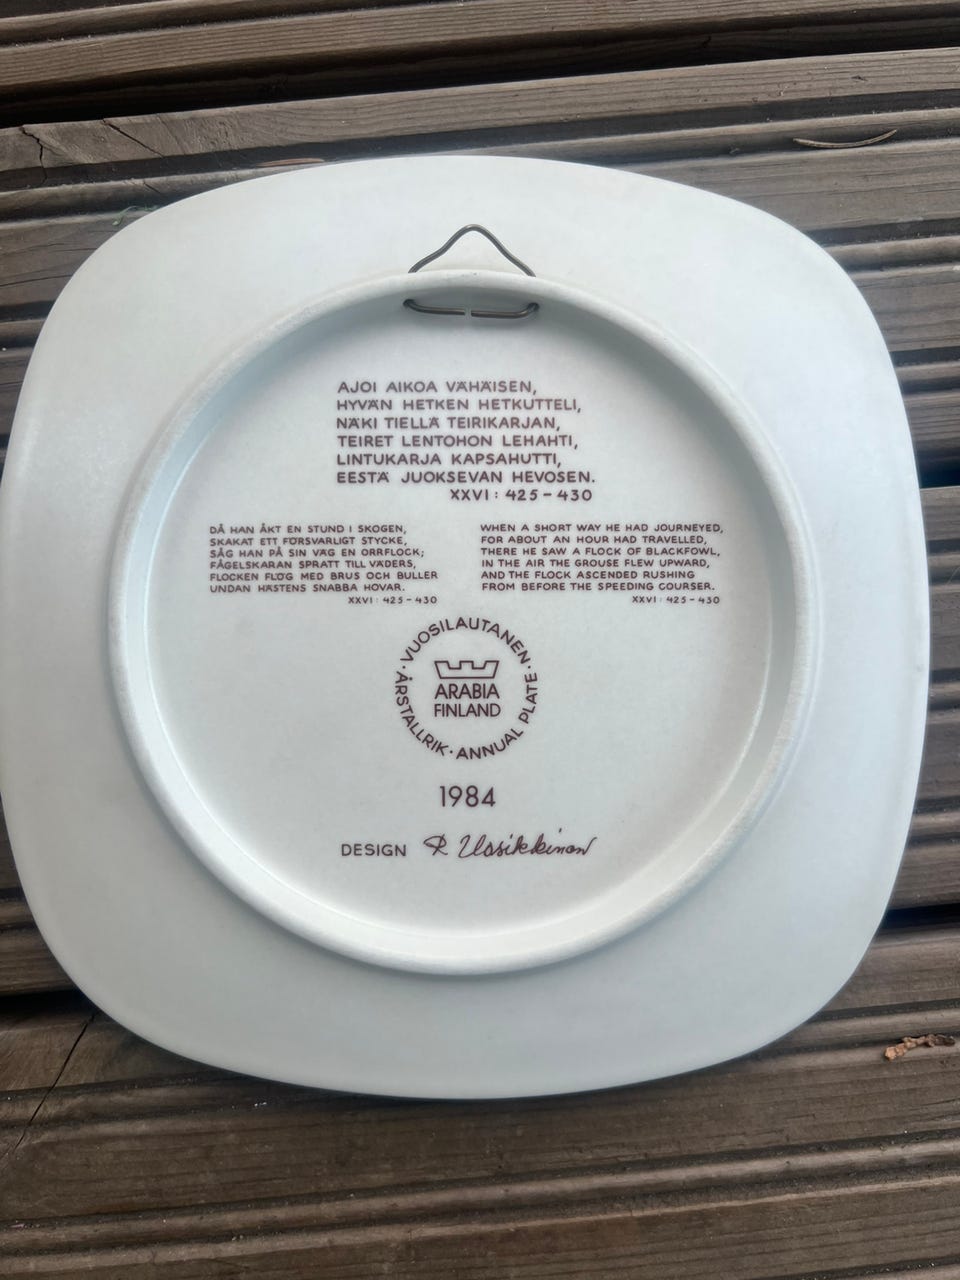 AJOI AIKOA VÄHÄISEN,
HYVÄN HETKEN HETKUTTELI,
NÄKI TIELLÄ TEIRIKARJAN,
TEIRET LENTOHON LEHAHTI,
LINTUKARJA KAPSAHUTTI,
EESTÄ JUOKSEVAN HEVOSEN.
XXVI: 425-430
DÅ HAN ÅKT EN STUND I SKOGEN,
SKAKAT ETT FÖRSVARLIGT STYCKE,
SÅG HAN PÅ SIN VÄG EN ORRFLOCK;
FÅGELSKARAN SPRATT TILL VÄDERS,
FLOCKEN FLÖG MED BRUS OCH BULLER
UNDAN HÄSTENS SNABBA HOVAR.
XXVI: 425-430
WHEN A SHORT WAY HE HAD JOURNEYED,
FOR ABOUT AN HOUR HAD TRAVELLED,
THERE HE SAW A FLOCK OF BLACKFOWL,
IN THE AIR THE GROUSE FLEW UPWARD,
AND THE FLOCK ASCENDED RUSHING
FROM BEFORE THE SPEEDING COURSER.
XXVI: 425-430
·VUOSILAUTANEN·
ÅRSTALLRIK·ANNUAL PLATE·
ARABIA
FINLAND
1984
DESIGN R Uosikkinen